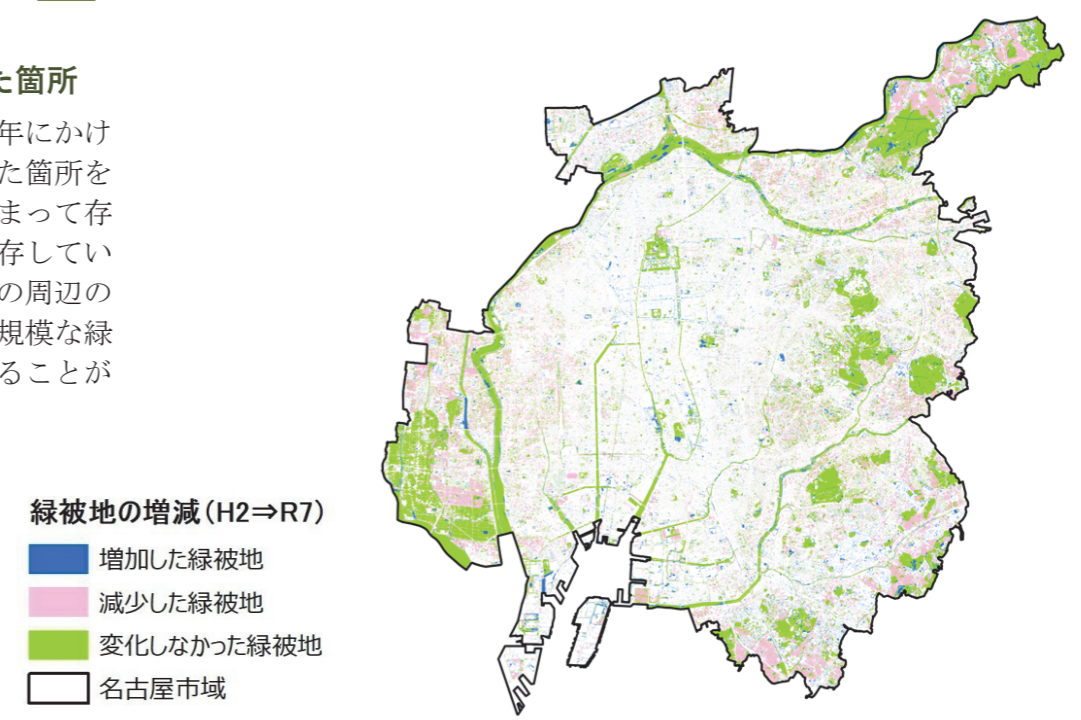 た箇所
年にかけ
た箇所を
まって存
存してい
の周辺の
規模な緑
ることが
緑被地の増減(H2⇒R7)
増加した緑被地
減少した緑被地
変化しなかった緑被地
名古屋市域